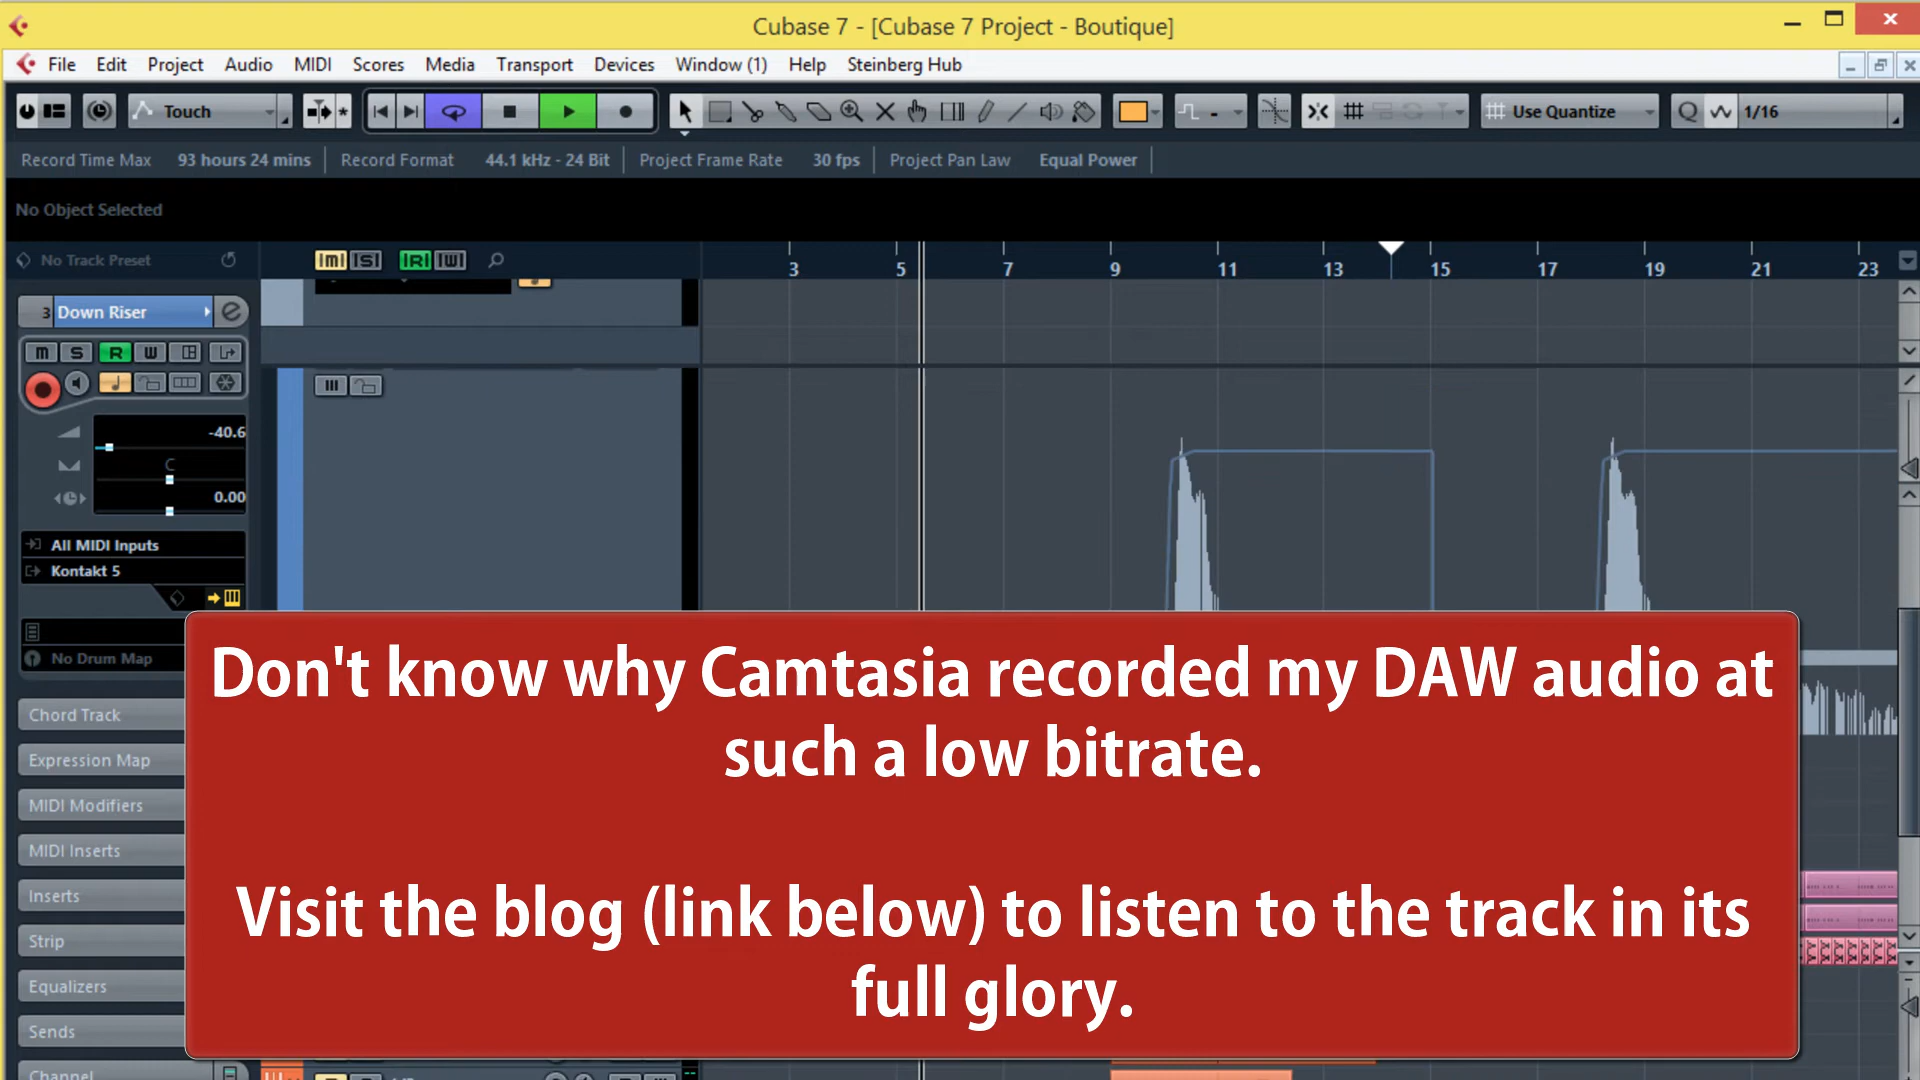 Cubase 7 - [Cubase 7 Project - Boutique]
File Edit Project Audio MIDI Scores Media Transport Devices Window (1) Help Steinberg Hub
Touch
Use Quantize
Q 1/16
Record Time Max 93 hours 24 mins Record Format 44.1 kHz - 24 Bit Project Frame Rate 30 fps Project Pan Law Equal Power
No Object Selected
No Track Preset
M S R W
3 5 7 9 11 13 15 17 19 21 23
3 Down Riser
M S R W
-40.6
C
0.00
All MIDI Inputs
Kontakt 5
No Drum Map
Chord Track
Expression Map
MIDI Modifiers
MIDI Inserts
Inserts
Strip
Equalizers
Sends
Channel
Don't know why Camtasia recorded my DAW audio at
such a low bitrate.
Visit the blog (link below) to listen to the track in its
full glory.